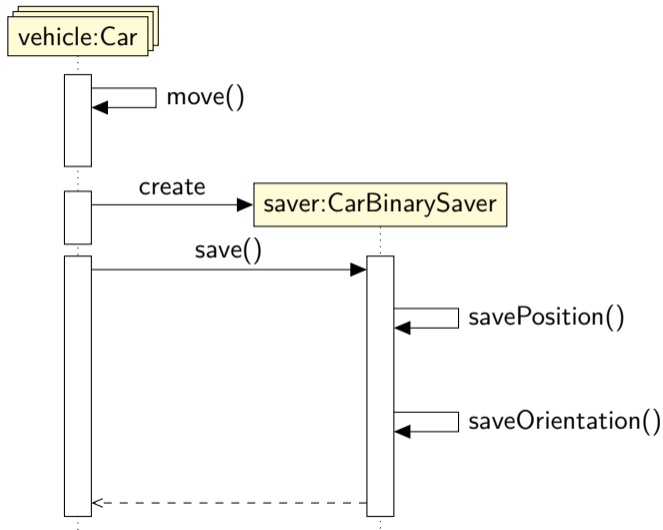 vehicle:Car
move()
create
saver:CarBinarySaver
save()
savePosition()
saveOrientation()